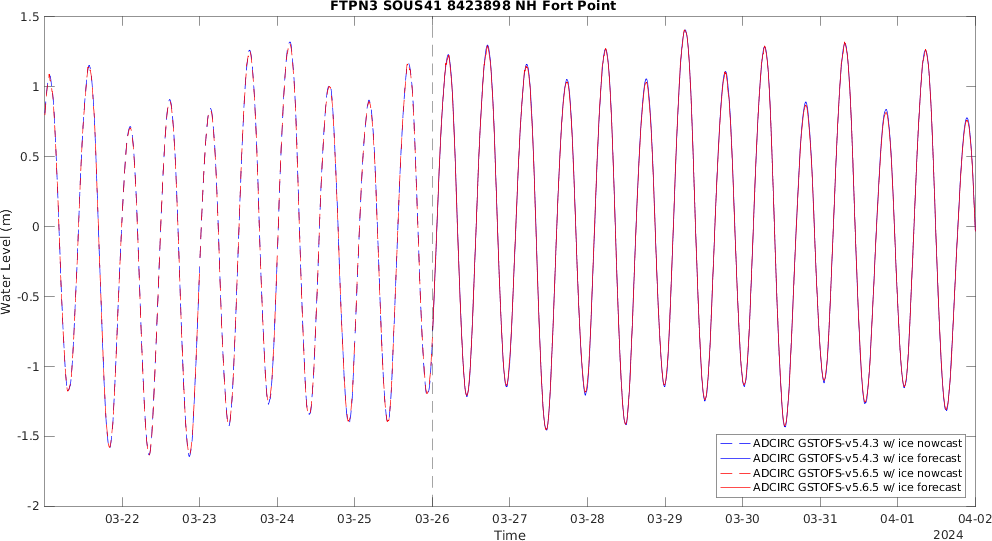 FTPN3 SOUS41 8423898 NH Fort Point
1.5
1
0.5
0
-0.5
-1
-1.5
-2
Water Level (m)
ADCIRC GSTOFS-v5.4.3 w/ ice nowcast
ADCIRC GSTOFS-v5.4.3 w/ ice forecast
ADCIRC GSTOFS-v5.6.5 w/ ice nowcast
ADCIRC GSTOFS-v5.6.5 w/ ice forecast
03-22 03-23 03-24 03-25 03-26 03-27 03-28 03-29 03-30 03-31 04-01 04-02
Time 2024